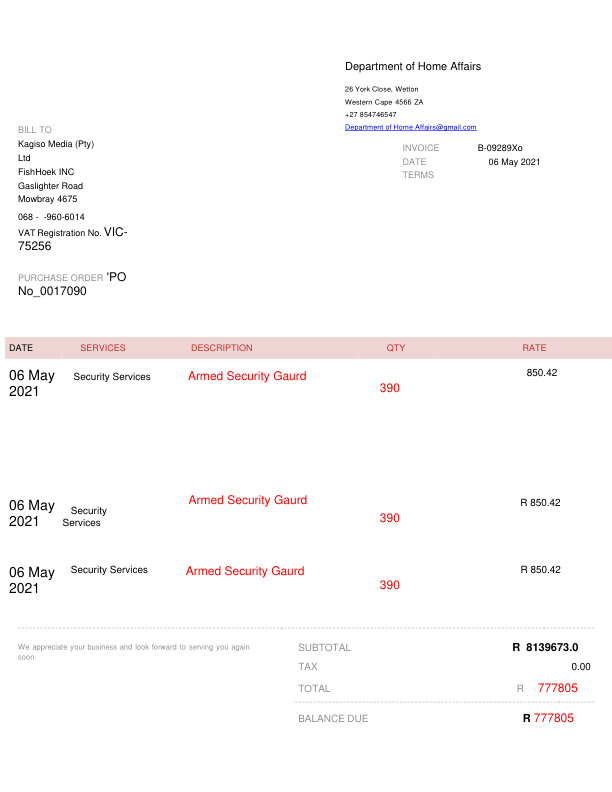 Department of Home Affairs
26 York Close, Wetton
Western Cape 4566 ZA
+27 854746547
Department of Home Affairs@gmail.com
BILL TO
Kagiso Media (Pty)
Ltd
FishHoek INC
Gaslighter Road
Mowbray 4675
068 - -960-6014
VAT Registration No. VIC-
75256
INVOICE B-09289Xo
DATE 06 May 2021
TERMS
PURCHASE ORDER 'PO
No_0017090
DATE SERVICES DESCRIPTION QTY RATE
06 May
2021
Security Services
Armed Security Gaurd
390
850.42
06 May
2021
Security
Services
Armed Security Gaurd
390
R 850.42
06 May
2021
Security Services
Armed Security Gaurd
390
R 850.42
We appreciate your business and look forward to serving you again
soon.
SUBTOTAL R 8139673.0
TAX 0.00
TOTAL R 777805
BALANCE DUE R 777805